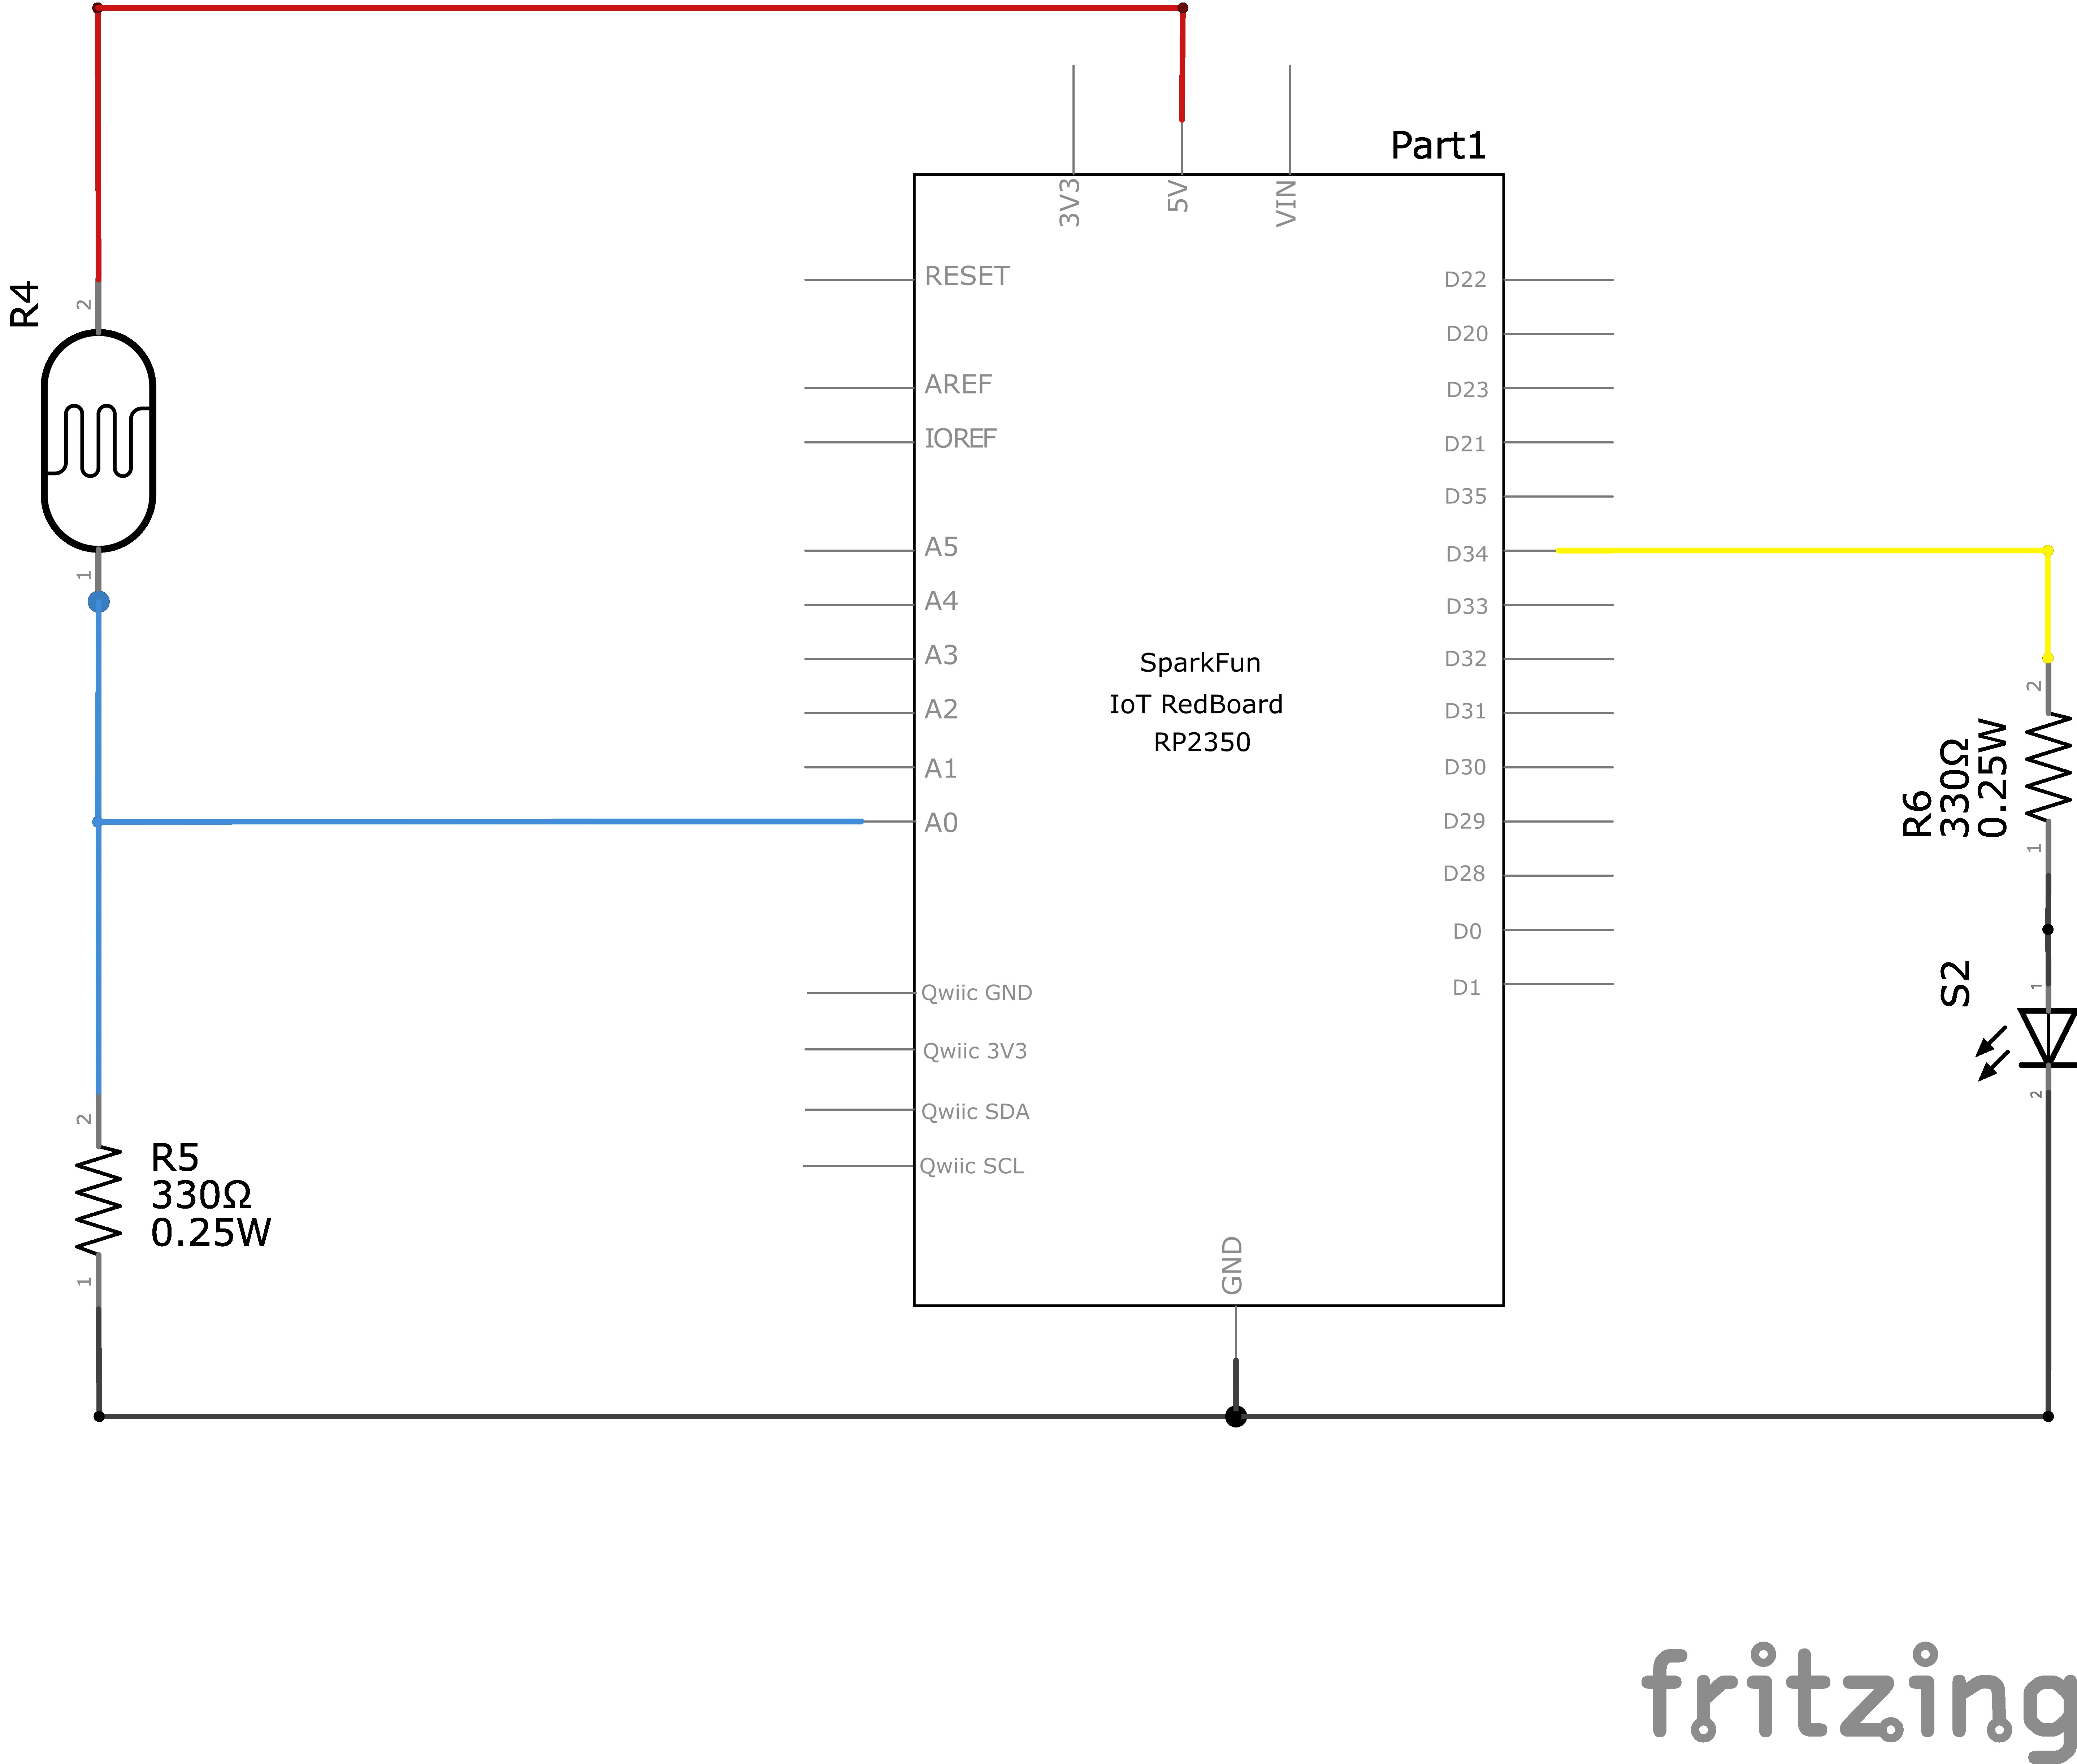 Part1
3V3
5V
VIN
RESET
AREF
IOREF
A5
A4
A3
A2
A1
A0
Qwiic GND
Qwiic 3V3
Qwiic SDA
Qwiic SCL
SparkFun
IoT RedBoard
RP2350
D22
D20
D23
D21
D35
D34
D33
D32
D31
D30
D29
D28
D0
D1
GND
R4
2
1
2
R5
330Ω
0.25W
1
2
R6
330Ω
0.25W
1
S2
1
2
fritzing